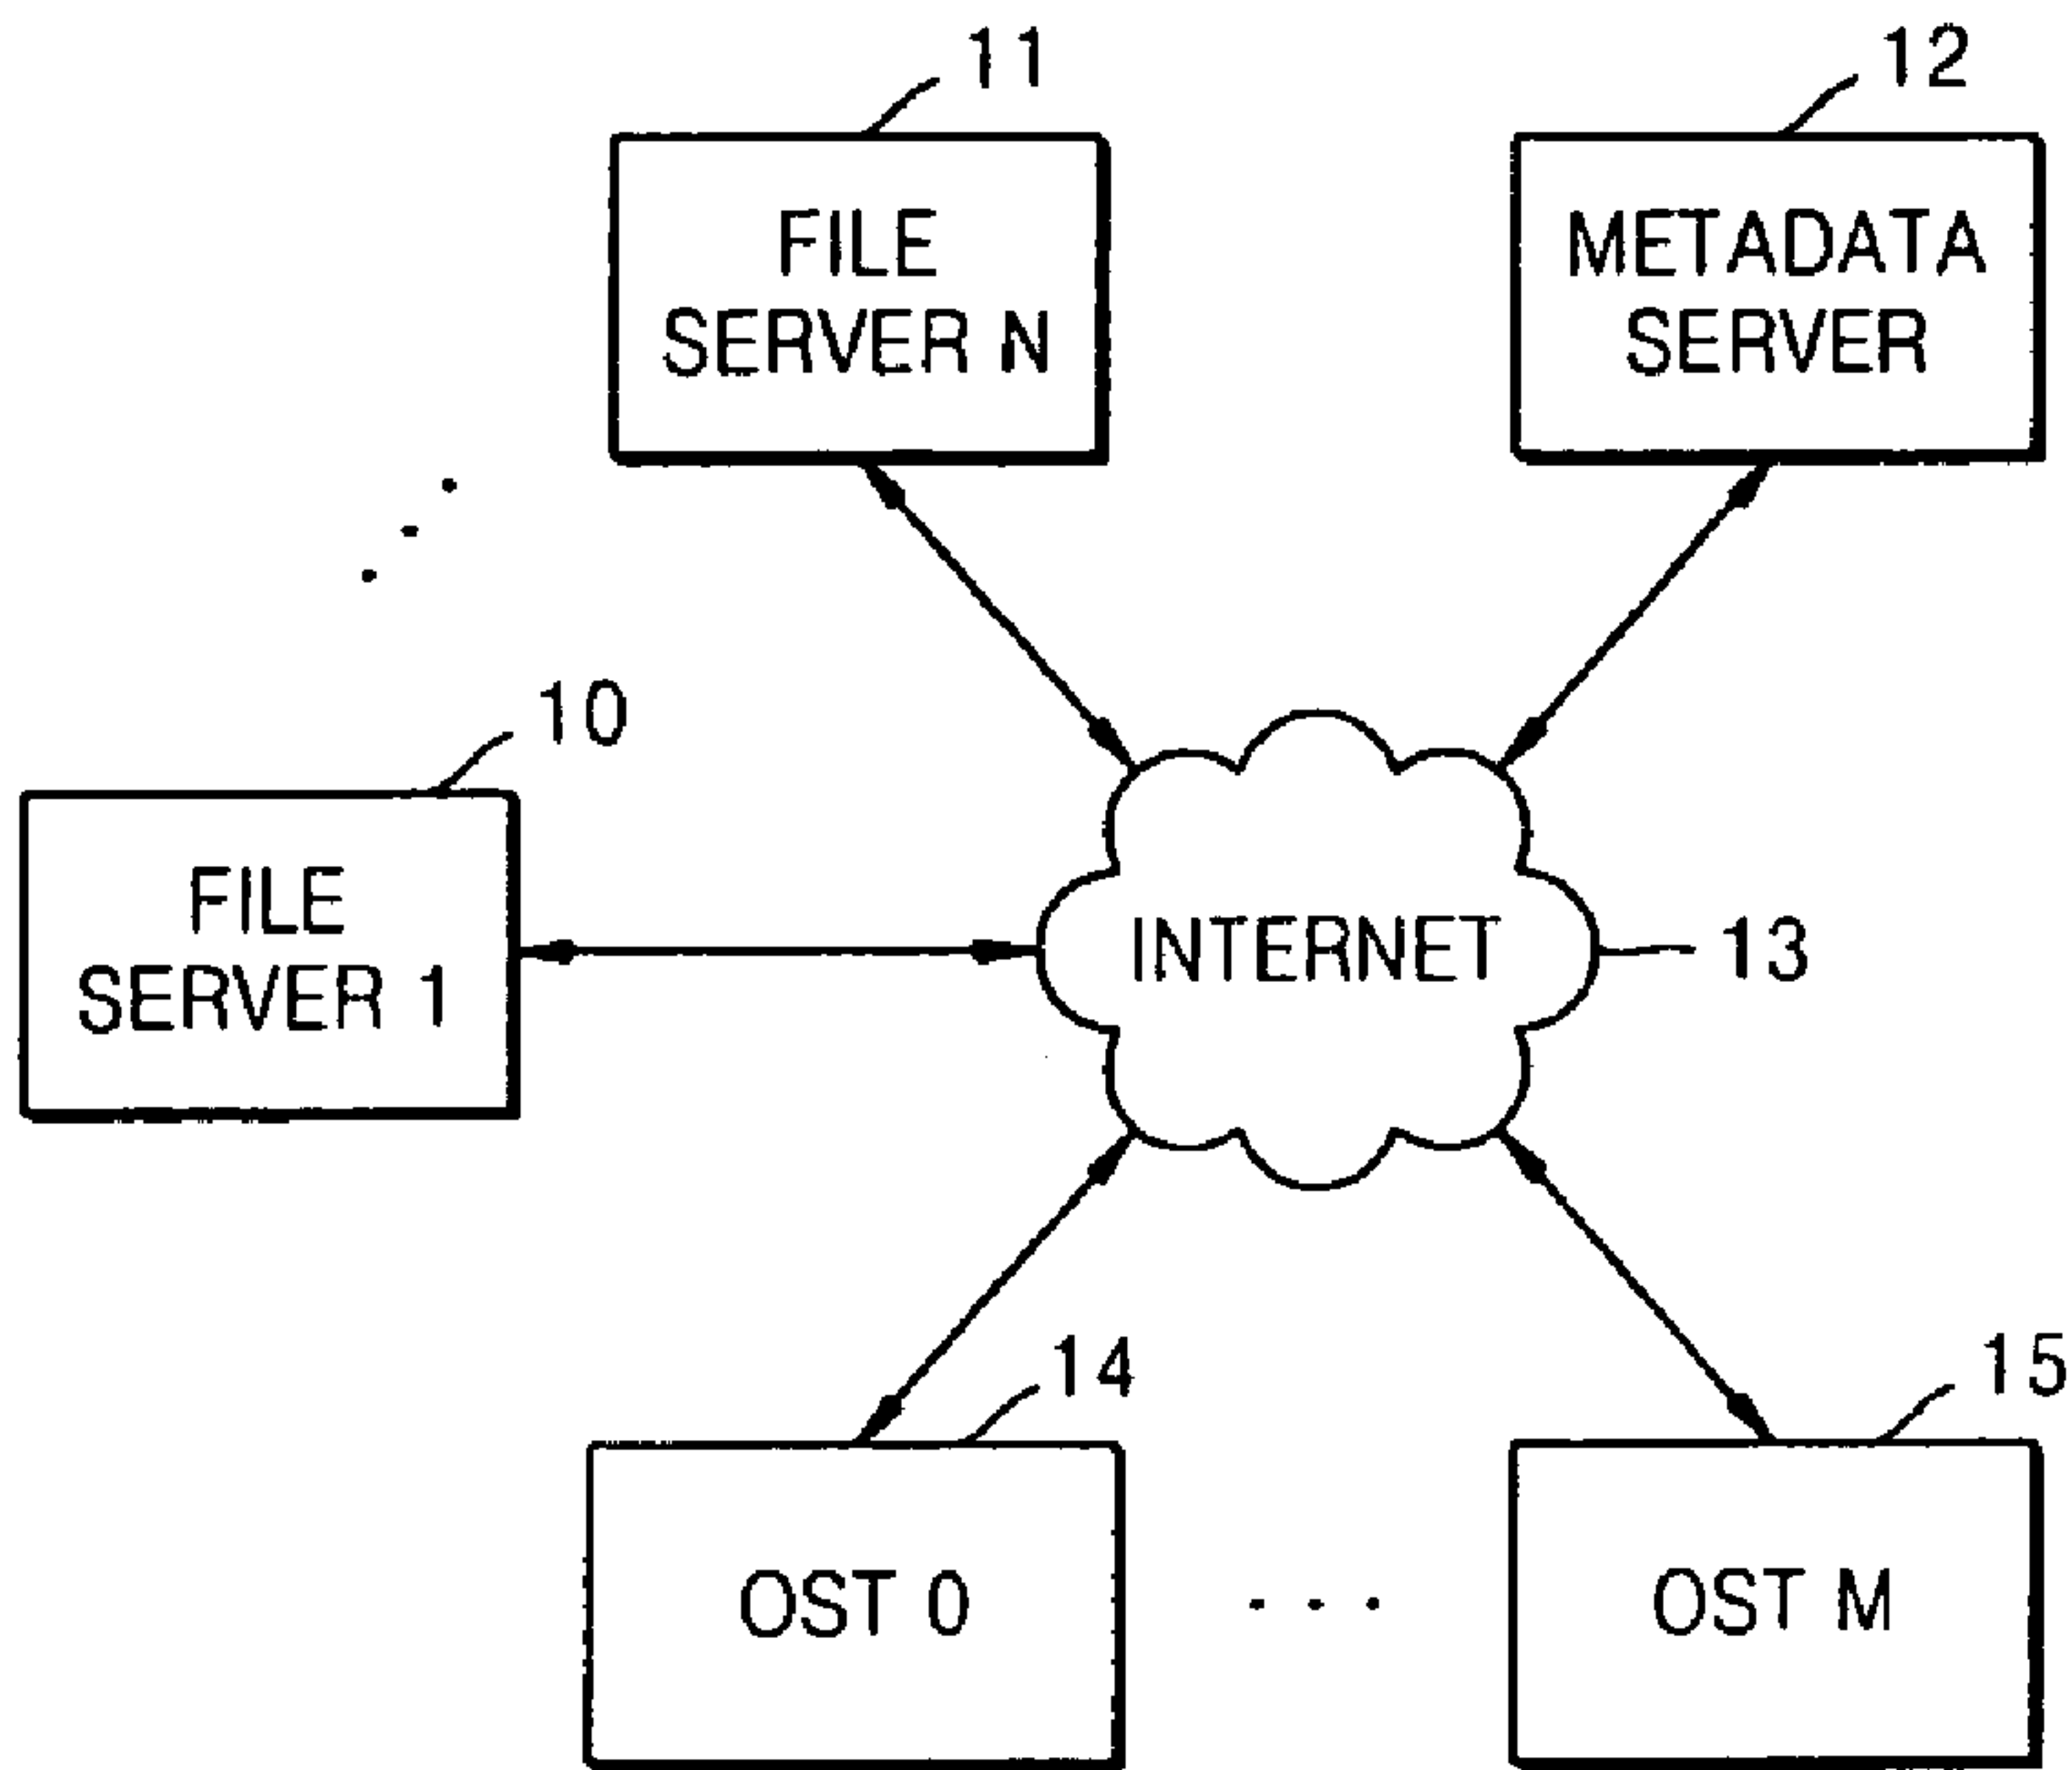 11
12
FILE
SERVER N
METADATA
SERVER
10
FILE
SERVER 1
INTERNET
13
14
15
OST 0
OST M